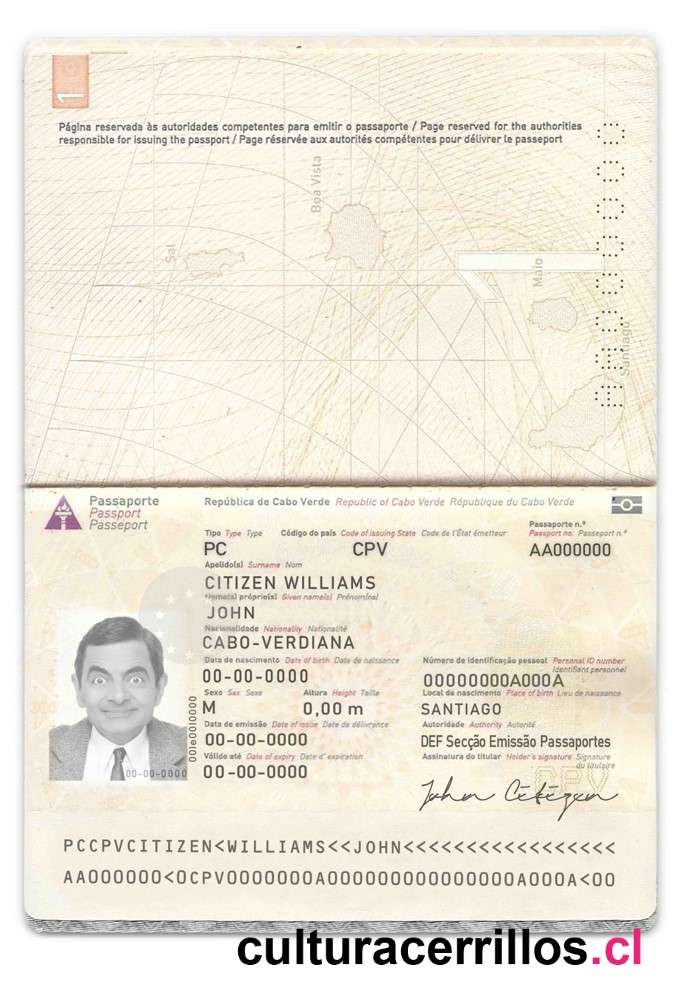 1
Página reservada às autoridades competentes para emitir o passaporte / Page reserved for the authorities
responsible for issuing the passport / Page réservée aux autorités compétentes pour délivrer le passeport
Boa Vista
Sal
Maio
Santiago
Passaporte
Passport
Passeport
República de Cabo Verde Republic of Cabo Verde République du Cabo Verde
Tipo Type Type Código do país Code of issuing State Code de l'État émetteur
Passaporte n.º
Passport no. Passeport n.º
PC CPV AA000000
Apelido(s) Surname Nom
CITIZEN WILLIAMS
Nome(s) próprio(s) Given name(s) Prénom(ns)
JOHN
Nacionalidade Nationality Nationalité
CABO-VERDIANA
Data de nascimento Date of birth Date de naissance
00-00-0000
Número de identificação pessoal Personal ID number
Identifiant personnel
00000000A000A
Sexo Sex Sexe Altura Height Taille
M 0,00 m
Local de nascimento Place of birth Lieu de naissance
SANTIAGO
Data de emissão Date of issue Date de délivrance
00-00-0000
Autoridade Authority Autorité
DEF Secção Emissão Passaportes
Válido até Date of expiry Date d' expiration
00-00-0000
Assinatura do titular Holder's signature Signature
du titulaire
CPV
John Citizen
00-00-0000
PCCPVCITIZEN<WILLIAMS<<JOHN<<<<<<<<<<<<<<<<<
AA000000<0CPV0000000A0000000000000000A000A<00
culturacerrillos.cl